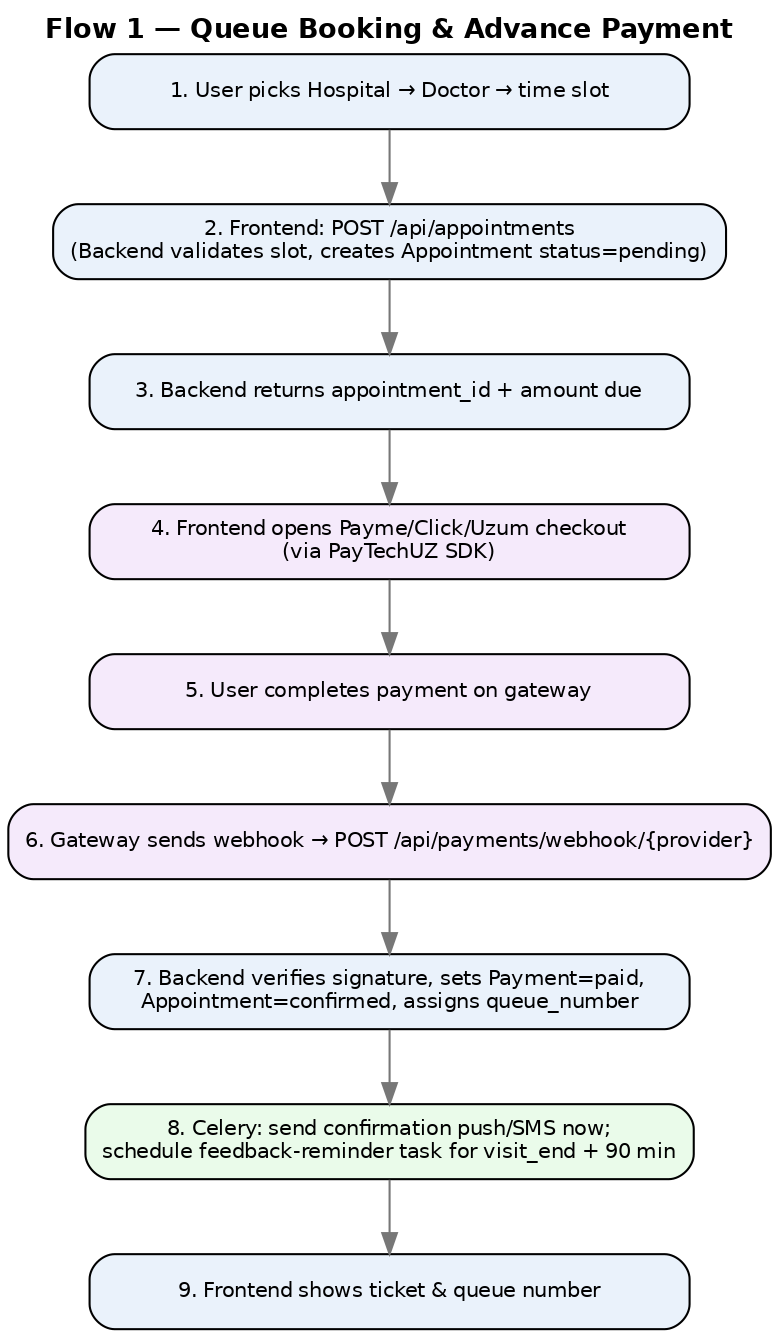 Flow 1 — Queue Booking & Advance Payment
1. User picks Hospital → Doctor → time slot
2. Frontend: POST /api/appointments
(Backend validates slot, creates Appointment status=pending)
3. Backend returns appointment_id + amount due
4. Frontend opens Payme/Click/Uzum checkout
(via PayTechUZ SDK)
5. User completes payment on gateway
6. Gateway sends webhook → POST /api/payments/webhook/{provider}
7. Backend verifies signature, sets Payment=paid,
Appointment=confirmed, assigns queue_number
8. Celery: send confirmation push/SMS now;
schedule feedback-reminder task for visit_end + 90 min
9. Frontend shows ticket & queue number